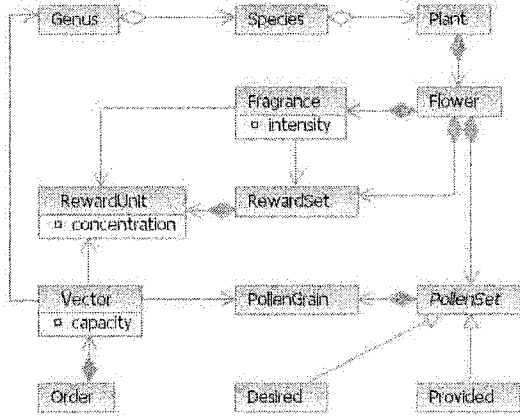 Genus
Species
Plant
Fragrance
intensity
Flower
RewardUnit
concentration
RewardSet
Vector
capacity
PollenGrain
PollenSet
Order
Desired
Provided